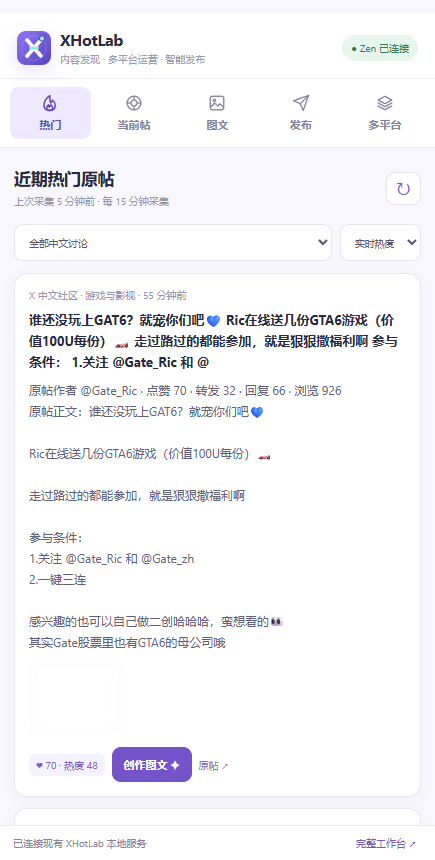 XHotLab
内容发现 · 多平台运营 · 智能发布
Zen 已连接
热门
当前帖
图文
发布
多平台
近期热门原帖
上次采集 5 分钟前 · 每 15 分钟采集
全部中文讨论
实时热度
X 中文社区 · 游戏与影视 · 55 分钟前
谁还没玩上GAT6？就宠你们吧💙 Ric在线送几份GTA6游戏（价
值100U每份）🏎️ 走过路过的都能参加，就是狠狠撒福利啊 参与
条件： 1.关注 @Gate_Ric 和 @
原帖作者 @Gate_Ric · 点赞 70 · 转发 32 · 回复 66 · 浏览 926
原帖正文：谁还没玩上GAT6？就宠你们吧💙
Ric在线送几份GTA6游戏（价值100U每份）🏎️
走过路过的都能参加，就是狠狠撒福利啊
参与条件：
1.关注 @Gate_Ric 和 @Gate_zh
2.一键三连
感兴趣的也可以自己做二创哈哈哈，蛮想看的👀
其实Gate股票里也有GTA6的母公司哦
❤ 70 · 热度 48
创作图文 ✦
原帖 ↗
已连接现有 XHotLab 本地服务
完整工作台 ↗